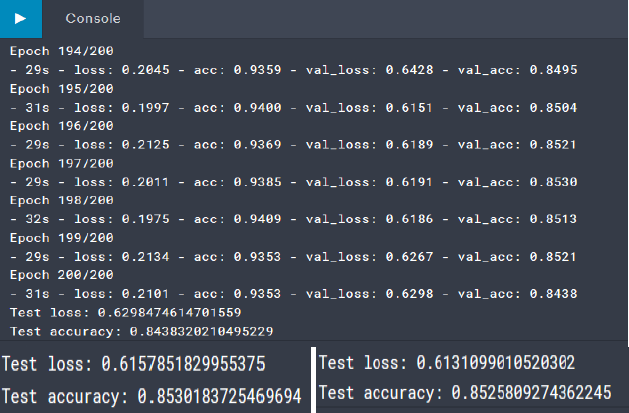 Console
Epoch 194/200
- 29s - loss: 0.2045 - acc: 0.9359 - val_loss: 0.6428 - val_acc: 0.8495
Epoch 195/200
- 31s - loss: 0.1997 - acc: 0.9400 - val_loss: 0.6151 - val_acc: 0.8504
Epoch 196/200
- 29s - loss: 0.2125 - acc: 0.9369 - val_loss: 0.6189 - val_acc: 0.8521
Epoch 197/200
- 29s - loss: 0.2011 - acc: 0.9385 - val_loss: 0.6191 - val_acc: 0.8530
Epoch 198/200
- 32s - loss: 0.1975 - acc: 0.9409 - val_loss: 0.6186 - val_acc: 0.8513
Epoch 199/200
- 29s - loss: 0.2134 - acc: 0.9353 - val_loss: 0.6267 - val_acc: 0.8521
Epoch 200/200
- 31s - loss: 0.2101 - acc: 0.9353 - val_loss: 0.6298 - val_acc: 0.8438
Test loss: 0.6298474614701559
Test accuracy: 0.8438320210495229
Test loss: 0.6157851829955375
Test accuracy: 0.8530183725469694
Test loss: 0.6131099010520302
Test accuracy: 0.8525809274362245